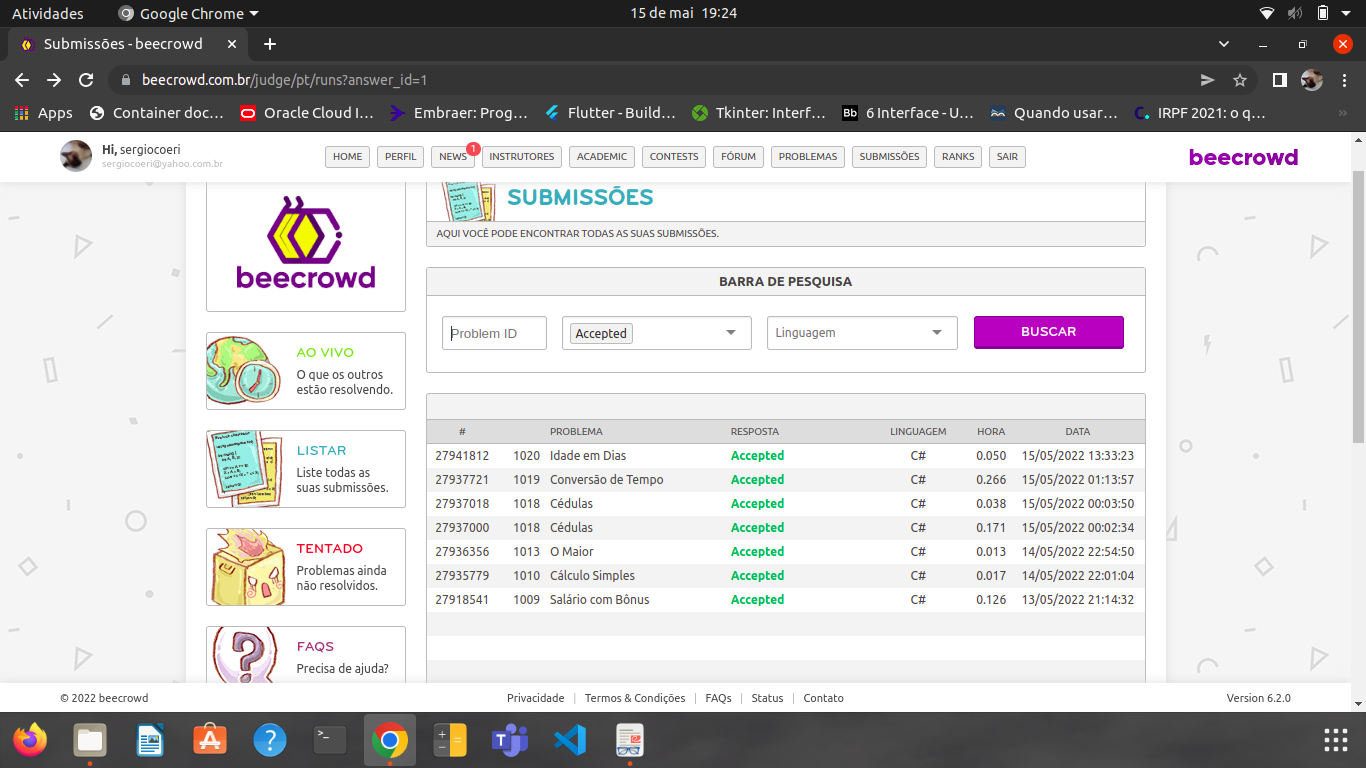 Atividades Google Chrome 15 de mai 19:24
Submissões - beecrowd
beecrowd.com.br/judge/pt/runs?answer_id=1
Apps Container doc… Oracle Cloud I… Embraer: Prog… Flutter - Build… Tkinter: Interf… Bb 6 Interface - U… Quando usar… IRPF 2021: o q… »
Hi, sergiocoeri
sergiocoeri@yahoo.com.br
HOME PERFIL NEWS 1 INSTRUTORES ACADEMIC CONTESTS FÓRUM PROBLEMAS SUBMISSÕES RANKS SAIR
beecrowd
beecrowd
SUBMISSÕES
AQUI VOCÊ PODE ENCONTRAR TODAS AS SUAS SUBMISSÕES.
BARRA DE PESQUISA
Problem ID Accepted Linguagem BUSCAR
AO VIVO
O que os outros
estão resolvendo.
LISTAR
Liste todas as
suas submissões.
TENTADO
Problemas ainda
não resolvidos.
FAQS
Precisa de ajuda?
# PROBLEMA RESPOSTA LINGUAGEM HORA DATA
27941812 1020 Idade em Dias Accepted C# 0.050 15/05/2022 13:33:23
27937721 1019 Conversão de Tempo Accepted C# 0.266 15/05/2022 01:13:57
27937018 1018 Cédulas Accepted C# 0.038 15/05/2022 00:03:50
27937000 1018 Cédulas Accepted C# 0.171 15/05/2022 00:02:34
27936356 1013 O Maior Accepted C# 0.013 14/05/2022 22:54:50
27935779 1010 Cálculo Simples Accepted C# 0.017 14/05/2022 22:01:04
27918541 1009 Salário com Bônus Accepted C# 0.126 13/05/2022 21:14:32
© 2022 beecrowd Privacidade | Termos & Condições | FAQs | Status | Contato Version 6.2.0